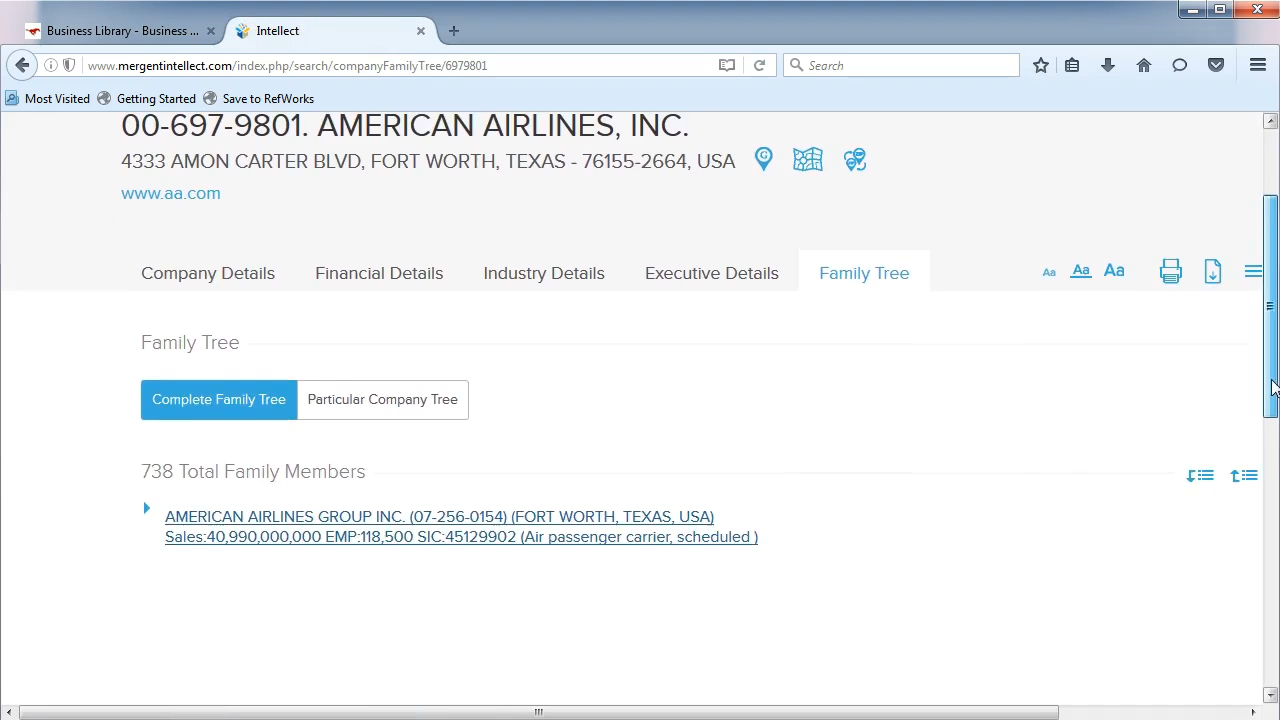 Business Library - Business ...
Intellect
www.mergentintellect.com/index.php/search/companyFamilyTree/6979801
Search
Most Visited
Getting Started
Save to RefWorks
00-697-9801. AMERICAN AIRLINES, INC.
4333 AMON CARTER BLVD, FORT WORTH, TEXAS - 76155-2664, USA
G
www.aa.com
Company Details
Financial Details
Industry Details
Executive Details
Family Tree
Aa
Aa
Aa
Family Tree
Complete Family Tree
Particular Company Tree
738 Total Family Members
AMERICAN AIRLINES GROUP INC. (07-256-0154) (FORT WORTH, TEXAS, USA)
Sales:40,990,000,000 EMP:118,500 SIC:45129902 (Air passenger carrier, scheduled )